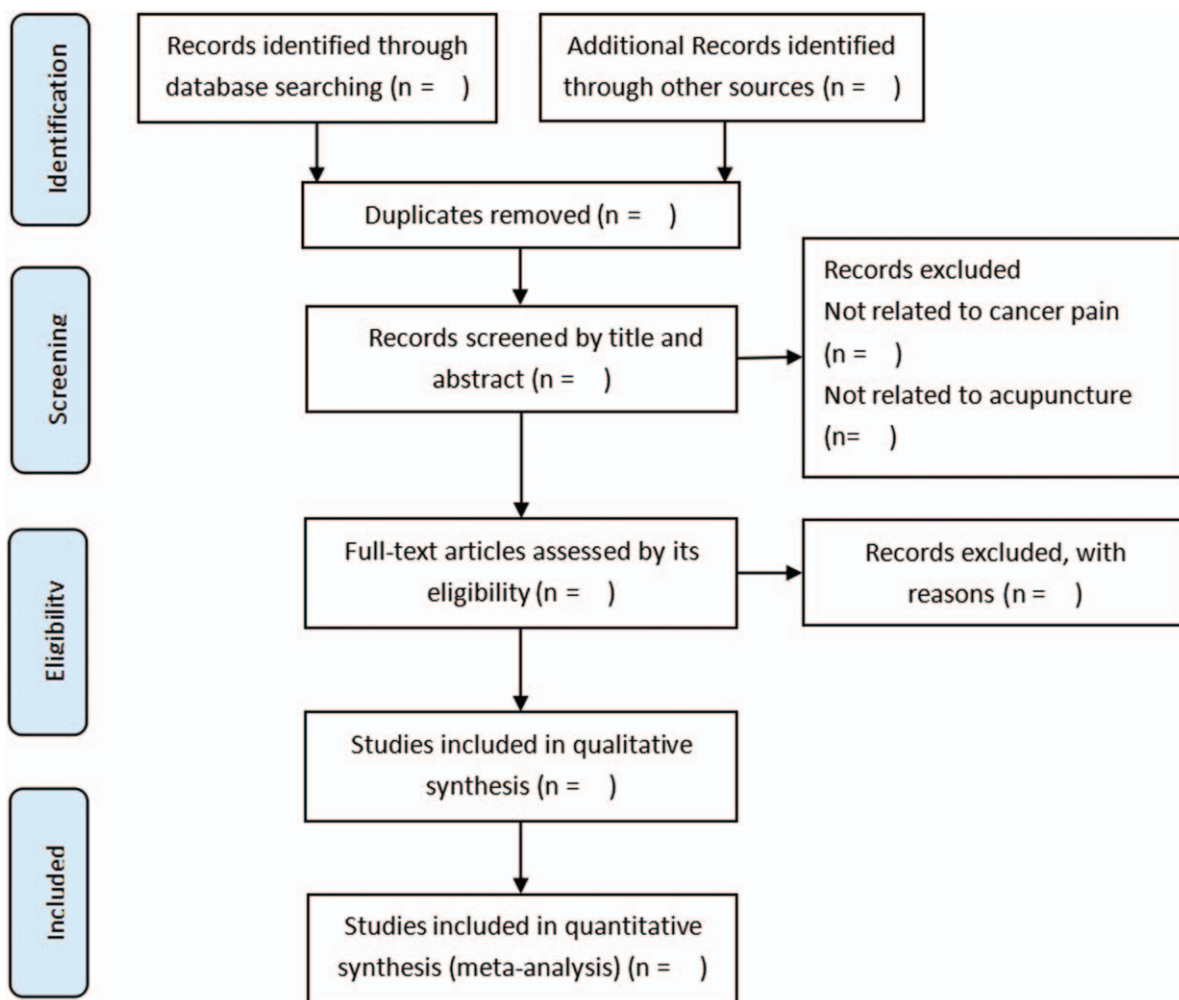 Identification
Records identified through
database searching (n =    )
Additional Records identified
through other sources (n =    )
Duplicates removed (n =    )
Screening
Records screened by title and
abstract (n =    )
Records excluded
Not related to cancer pain
(n =    )
Not related to acupuncture
(n=    )
Eligibility
Full-text articles assessed by its
eligibility (n =    )
Records excluded, with
reasons (n =    )
Studies included in qualitative
synthesis (n =    )
Included
Studies included in quantitative
synthesis (meta-analysis) (n =    )